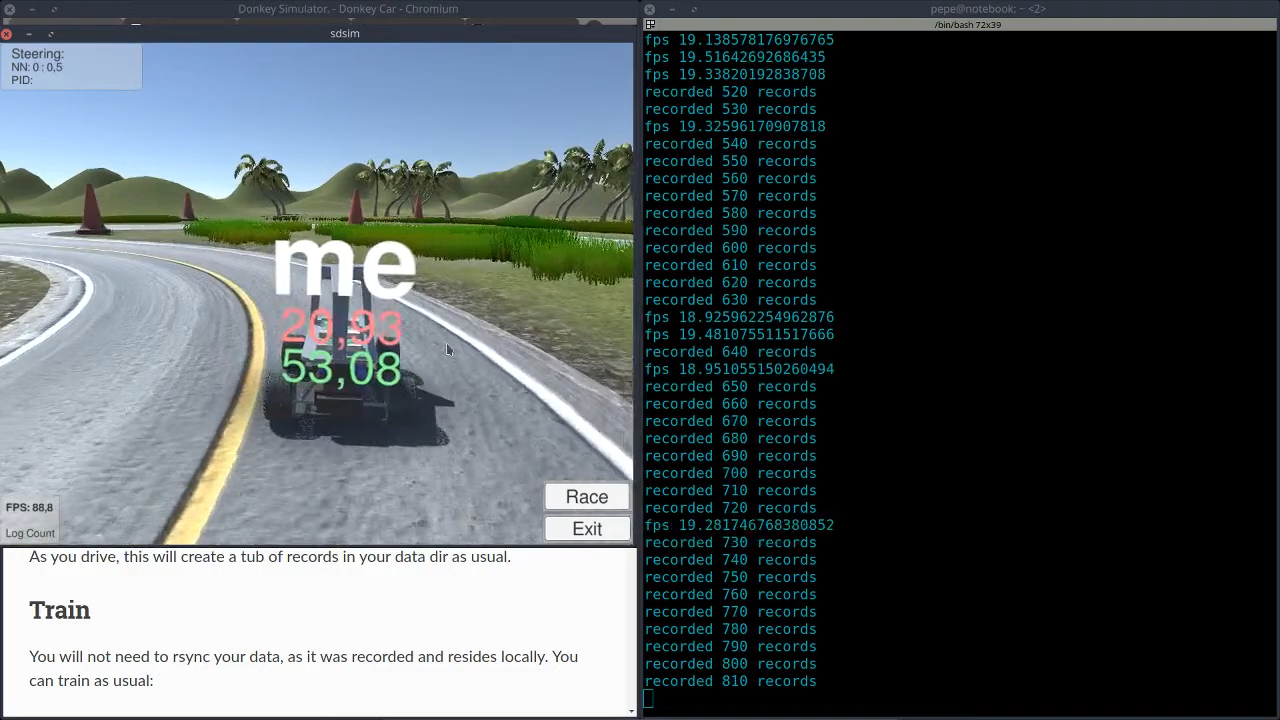 Donkey Simulator. - Donkey Car - Chromium
sdsim
Steering:
NN: 0 : 0,5
PID:
me
20,93
53,08
Race
FPS: 88,8
Log Count
Exit
As you drive, this will create a tub of records in your data dir as usual.
Train
You will not need to rsync your data, as it was recorded and resides locally. You
can train as usual:
pepe@notebook: ~ <2>
/bin/bash 72x39
fps 19.138578176976765
fps 19.51642692686435
fps 19.33820192838708
recorded 520 records
recorded 530 records
fps 19.32596170907818
recorded 540 records
recorded 550 records
recorded 560 records
recorded 570 records
recorded 580 records
recorded 590 records
recorded 600 records
recorded 610 records
recorded 620 records
recorded 630 records
fps 18.925962254962876
fps 19.481075511517666
recorded 640 records
fps 18.951055150260494
recorded 650 records
recorded 660 records
recorded 670 records
recorded 680 records
recorded 690 records
recorded 700 records
recorded 710 records
recorded 720 records
fps 19.281746768380852
recorded 730 records
recorded 740 records
recorded 750 records
recorded 760 records
recorded 770 records
recorded 780 records
recorded 790 records
recorded 800 records
recorded 810 records